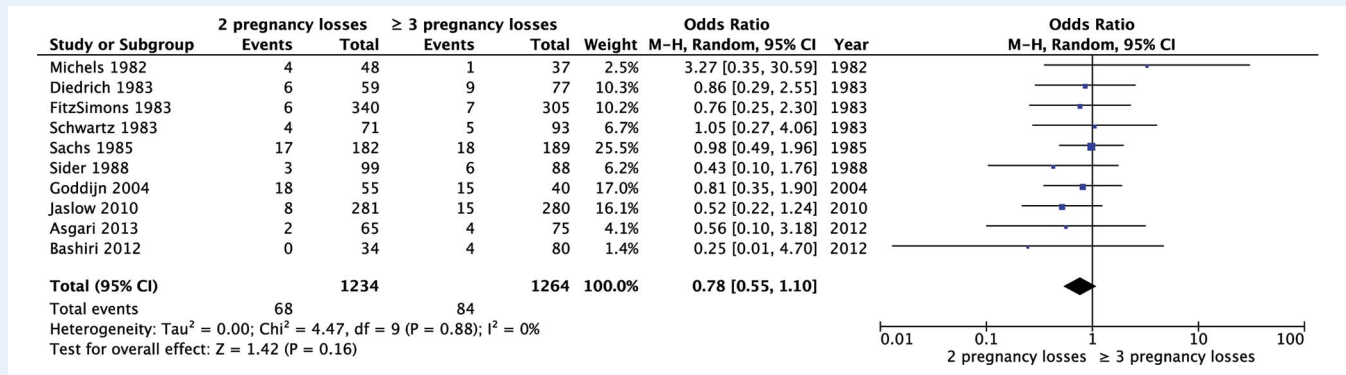 2 pregnancy losses ≥ 3 pregnancy losses Odds Ratio Odds Ratio
Study or Subgroup Events Total Events Total Weight M-H, Random, 95% CI Year M-H, Random, 95% CI
Michels 1982 4 48 1 37 2.5% 3.27 [0.35, 30.59] 1982
Diedrich 1983 6 59 9 77 10.3% 0.86 [0.29, 2.55] 1983
FitzSimons 1983 6 340 7 305 10.2% 0.76 [0.25, 2.30] 1983
Schwartz 1983 4 71 5 93 6.7% 1.05 [0.27, 4.06] 1983
Sachs 1985 17 182 18 189 25.5% 0.98 [0.49, 1.96] 1985
Sider 1988 3 99 6 88 6.2% 0.43 [0.10, 1.76] 1988
Goddijn 2004 18 55 15 40 17.0% 0.81 [0.35, 1.90] 2004
Jaslow 2010 8 281 15 280 16.1% 0.52 [0.22, 1.24] 2010
Asgari 2013 2 65 4 75 4.1% 0.56 [0.10, 3.18] 2012
Bashiri 2012 0 34 4 80 1.4% 0.25 [0.01, 4.70] 2012
Total (95% CI) 1234 1264 100.0% 0.78 [0.55, 1.10]
Total events 68 84
Heterogeneity: Tau² = 0.00; Chi² = 4.47, df = 9 (P = 0.88); I² = 0%
Test for overall effect: Z = 1.42 (P = 0.16)
0.01 0.1 1 10 100
2 pregnancy losses ≥ 3 pregnancy losses